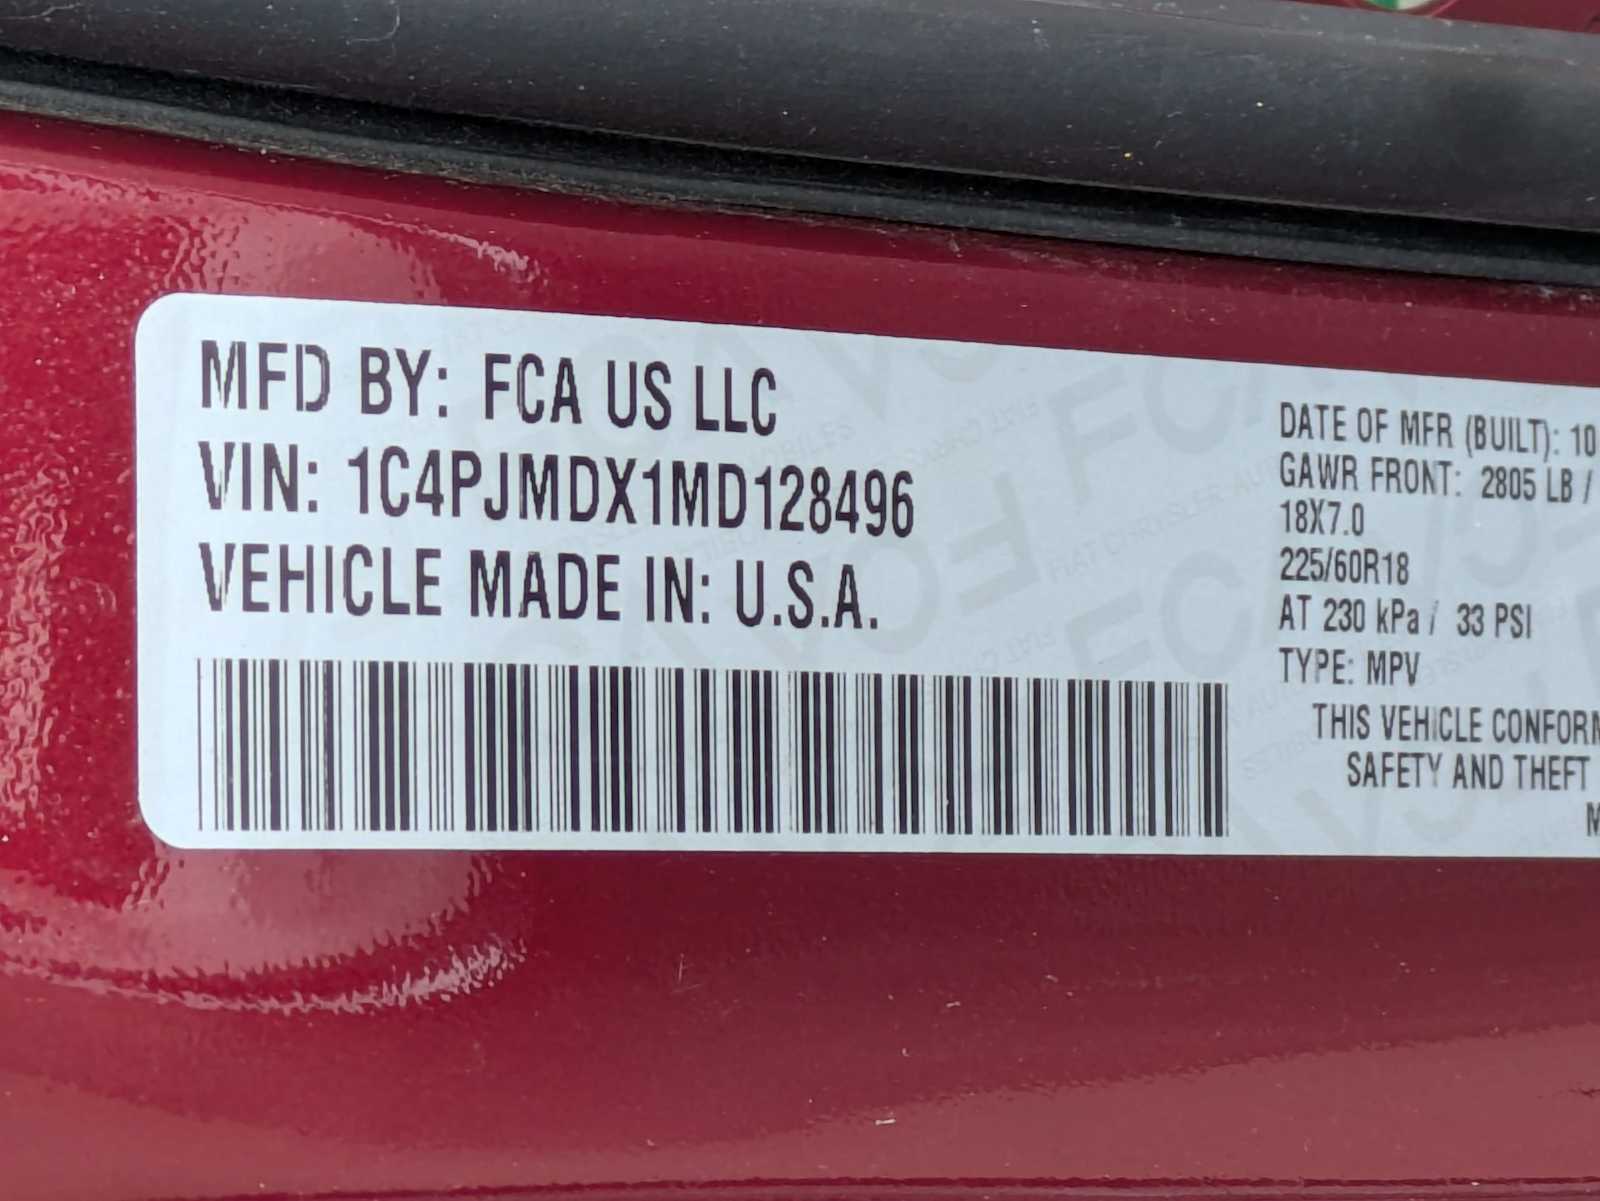 MFD BY: FCA US LLC
VIN: 1C4PJMDX1MD128496
VEHICLE MADE IN: U.S.A.
DATE OF MFR (BUILT): 10
GAWR FRONT: 2805 LB /
18X7.0
225/60R18
AT 230 kPa / 33 PSI
TYPE: MPV
THIS VEHICLE CONFORM
SAFETY AND THEFT
M